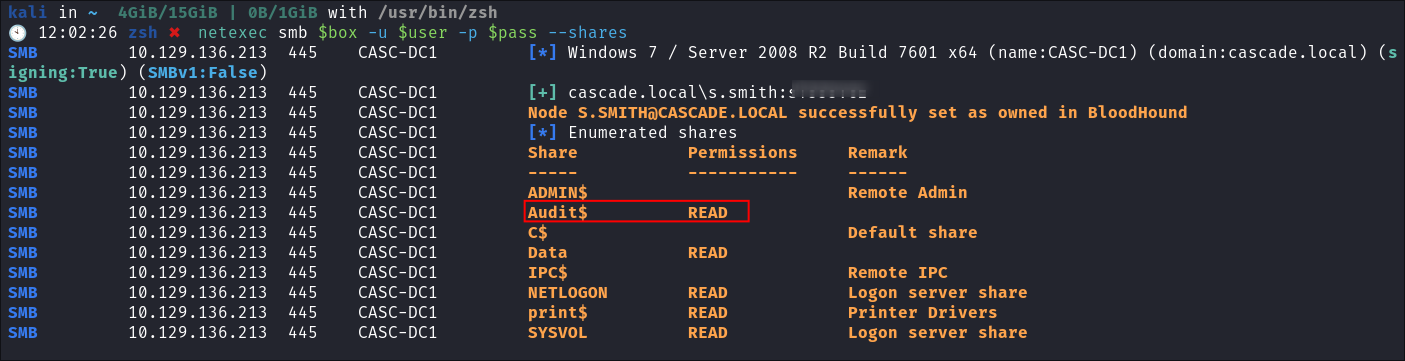 kali in ~ 4GiB/15GiB | 0B/1GiB with /usr/bin/zsh
12:02:26 zsh ✖ netexec smb $box -u $user -p $pass --shares
SMB 10.129.136.213 445 CASC-DC1 [*] Windows 7 / Server 2008 R2 Build 7601 x64 (name:CASC-DC1) (domain:cascade.local) (s
igning:True) (SMBv1:False)
SMB 10.129.136.213 445 CASC-DC1 [+] cascade.local\s.smith:
SMB 10.129.136.213 445 CASC-DC1 Node S.SMITH@CASCADE.LOCAL successfully set as owned in BloodHound
SMB 10.129.136.213 445 CASC-DC1 [*] Enumerated shares
SMB 10.129.136.213 445 CASC-DC1 Share Permissions Remark
SMB 10.129.136.213 445 CASC-DC1 ----- ----------- ------
SMB 10.129.136.213 445 CASC-DC1 ADMIN$ Remote Admin
SMB 10.129.136.213 445 CASC-DC1 Audit$ READ
SMB 10.129.136.213 445 CASC-DC1 C$ Default share
SMB 10.129.136.213 445 CASC-DC1 Data READ
SMB 10.129.136.213 445 CASC-DC1 IPC$ Remote IPC
SMB 10.129.136.213 445 CASC-DC1 NETLOGON READ Logon server share
SMB 10.129.136.213 445 CASC-DC1 print$ READ Printer Drivers
SMB 10.129.136.213 445 CASC-DC1 SYSVOL READ Logon server share